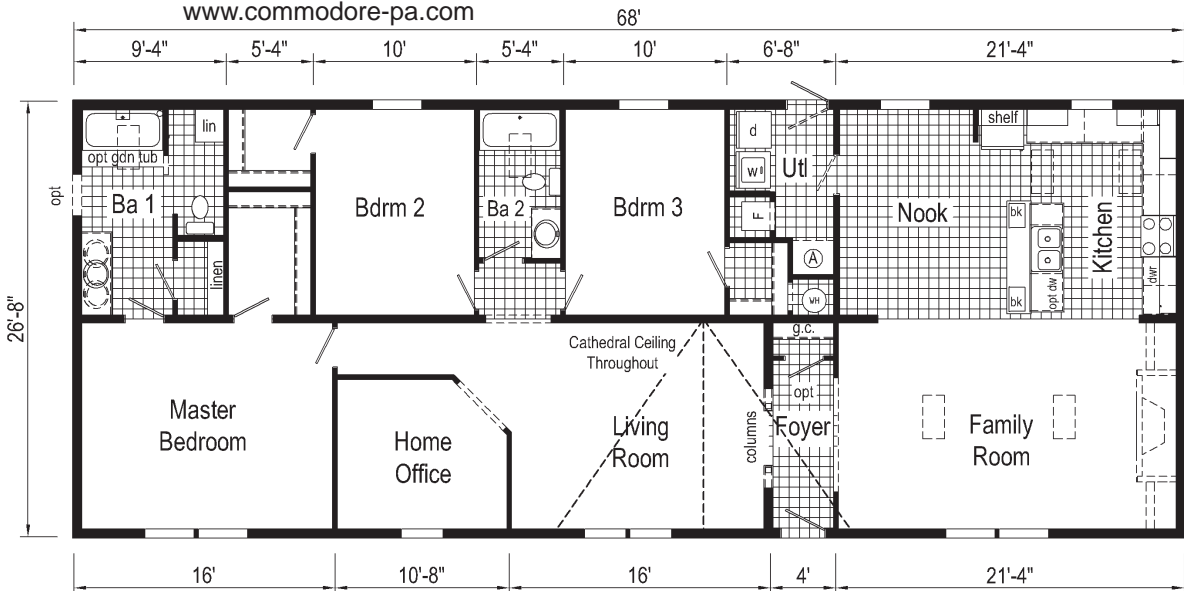 www.commodore-pa.com
68'
9'-4" 5'-4" 10' 5'-4" 10' 6'-8" 21'-4"
lin
opt gdn tub
opt
Ba 1
linen
Bdrm 2
Ba 2
Bdrm 3
d
w
Utl
F
A
WH
shelf
Nook
bk
bk
opt dw
Kitchen
dwr
26'-8"
g.c.
Cathedral Ceiling
Throughout
Master
Bedroom
Home
Office
Living
Room
columns
opt
Foyer
Family
Room
16' 10'-8" 16' 4' 21'-4"